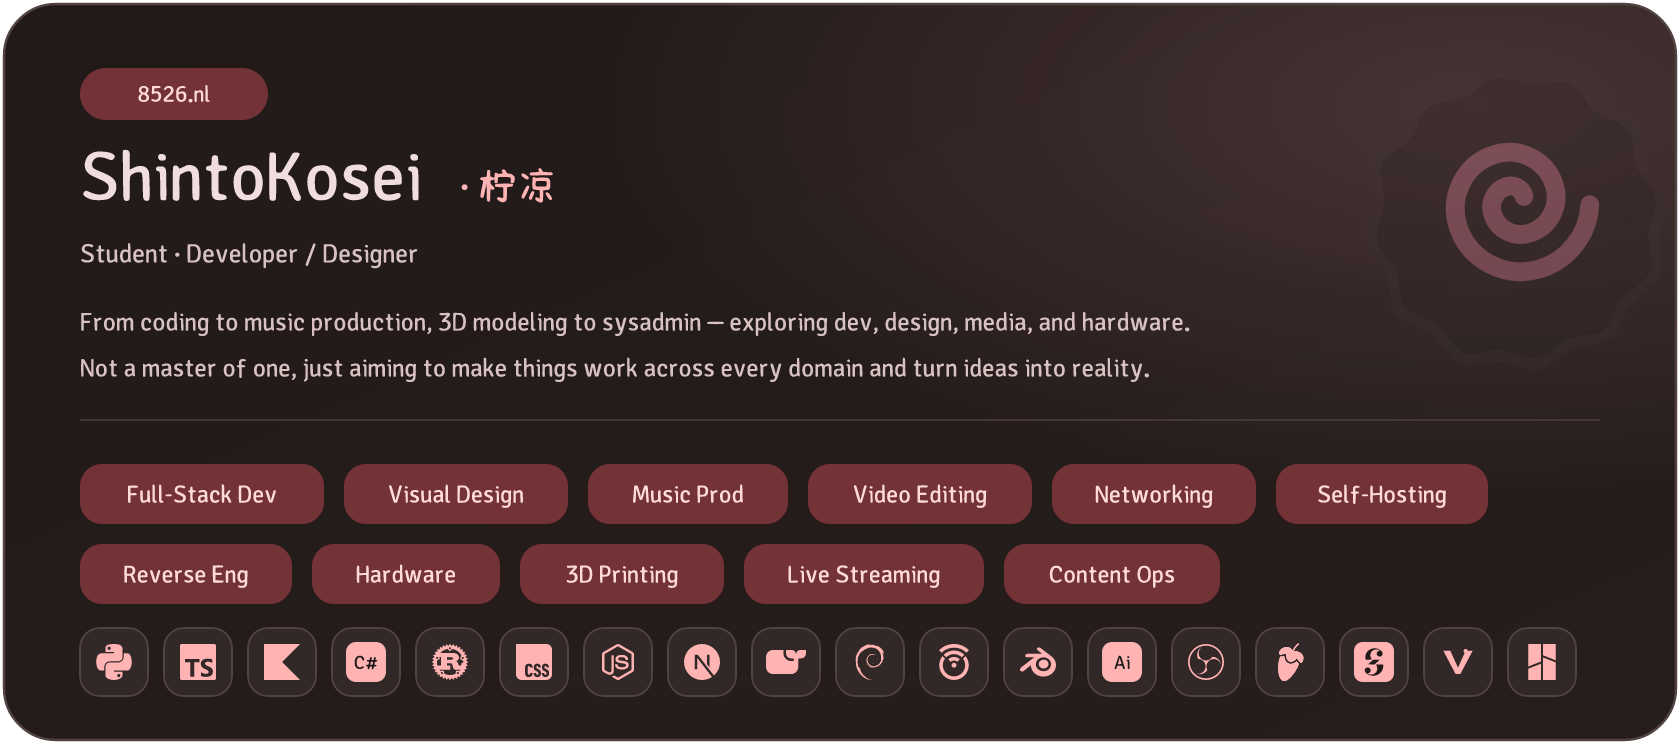 8526.nl
ShintoKosei · 柠凉
Student · Developer / Designer
From coding to music production, 3D modeling to sysadmin — exploring dev, design, media, and hardware.
Not a master of one, just aiming to make things work across every domain and turn ideas into reality.
Full-Stack Dev Visual Design Music Prod Video Editing Networking Self-Hosting
Reverse Eng Hardware 3D Printing Live Streaming Content Ops
TS C# R CSS JS N Ai